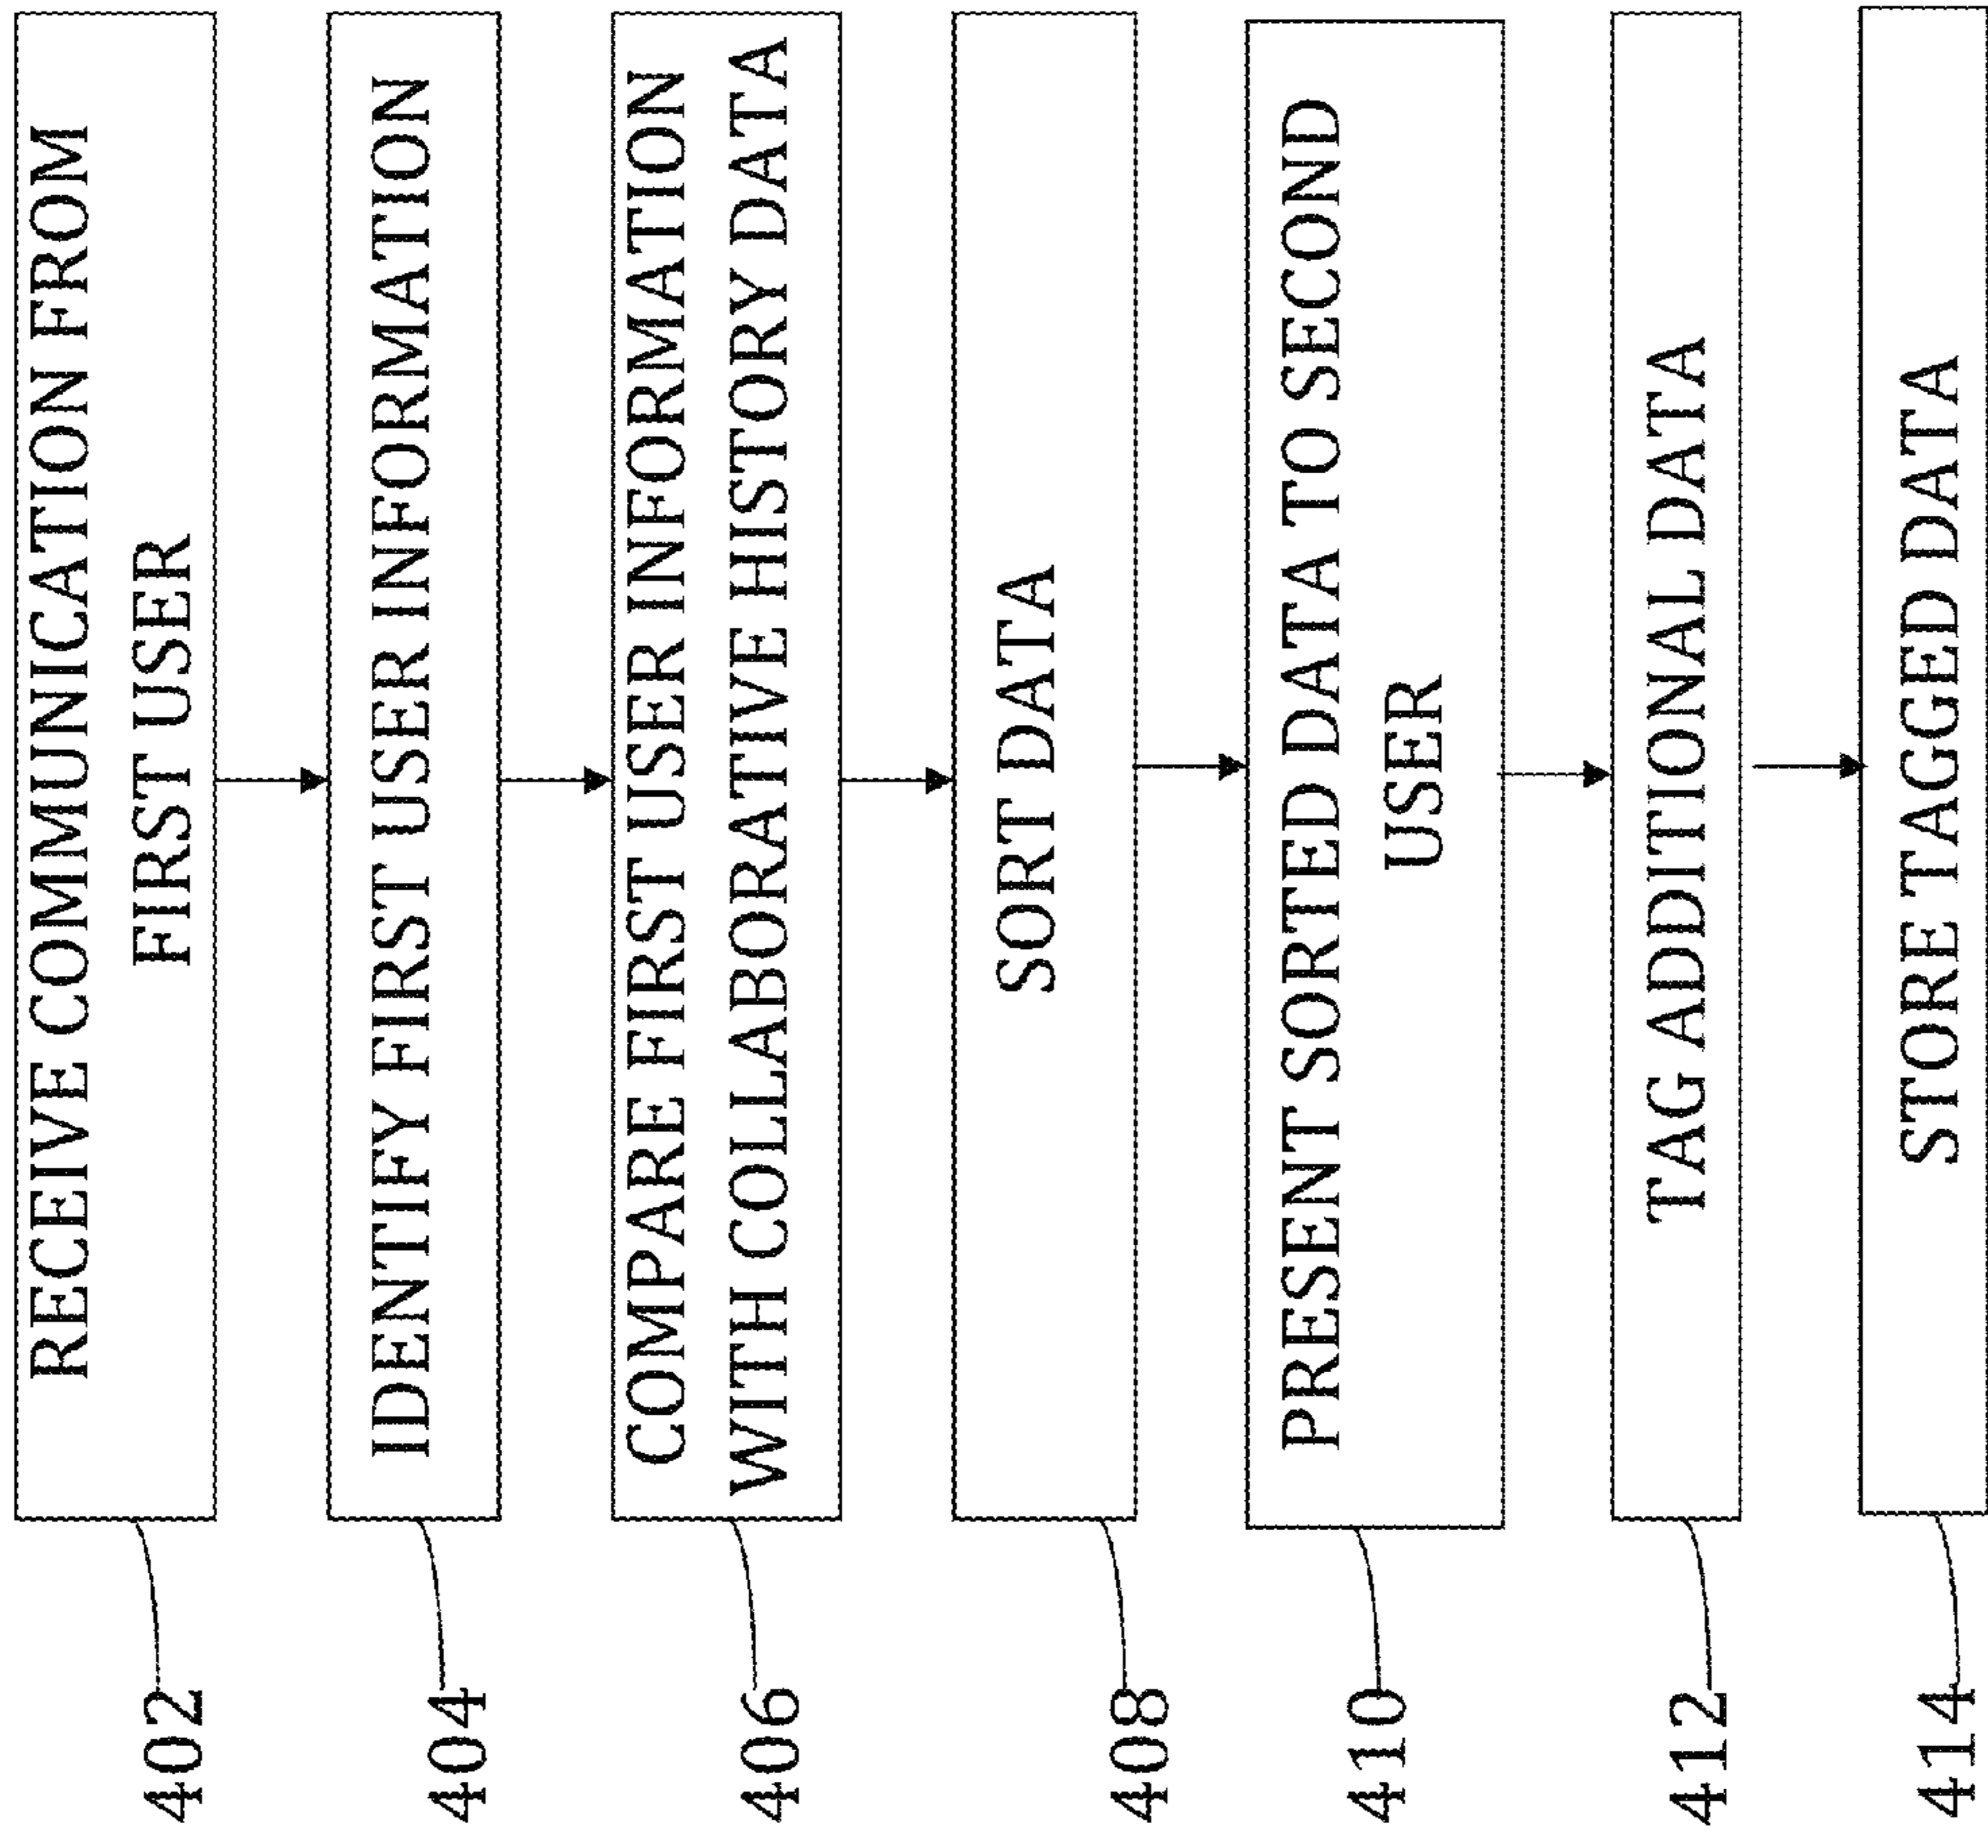 402
RECEIVE COMMUNICATION FROM
FIRST USER
404
IDENTIFY FIRST USER INFORMATION
406
COMPARE FIRST USER INFORMATION
WITH COLLABORATIVE HISTORY DATA
408
SORT DATA
410
PRESENT SORTED DATA TO SECOND
USER
412
TAG ADDITIONAL DATA
414
STORE TAGGED DATA